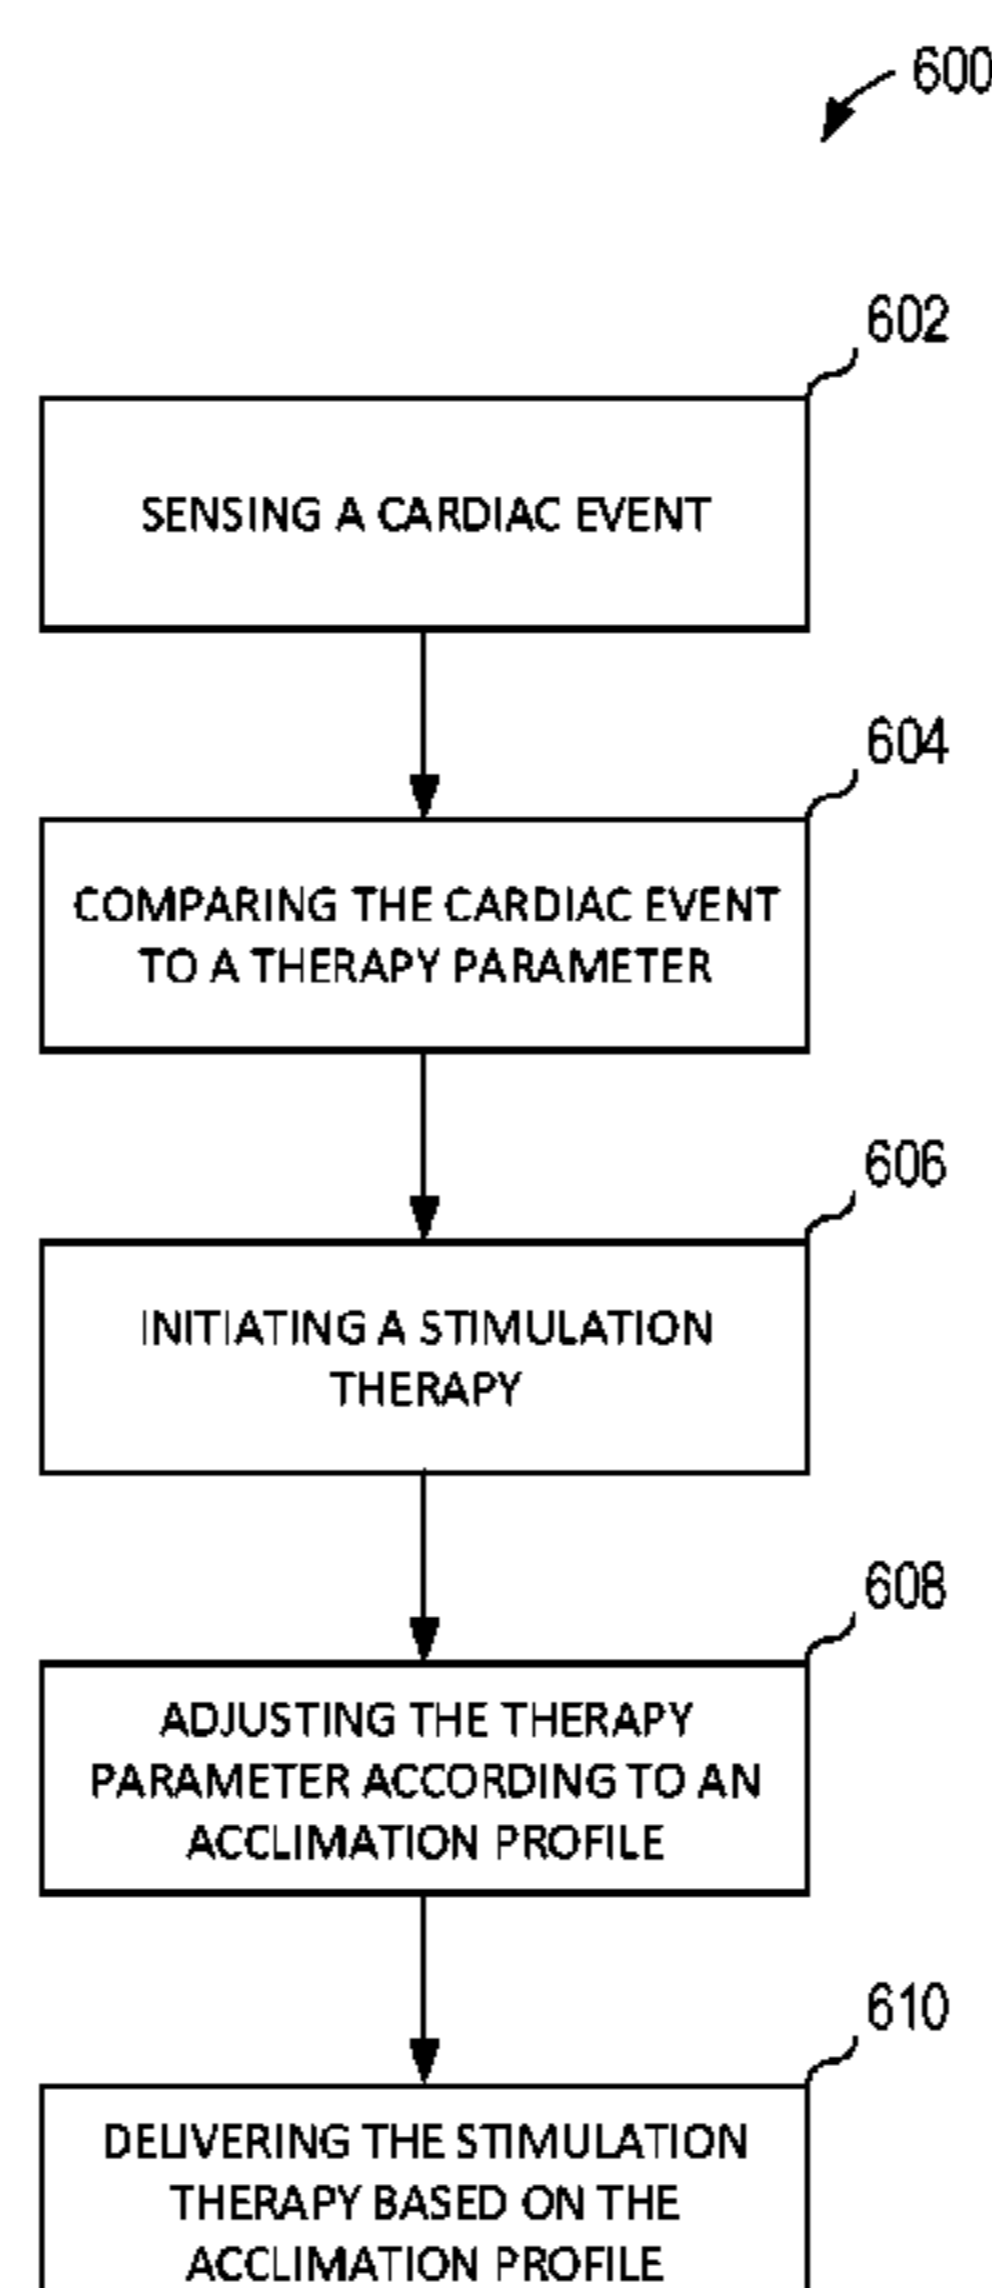 600
602
SENSING A CARDIAC EVENT
604
COMPARING THE CARDIAC EVENT
TO A THERAPY PARAMETER
606
INITIATING A STIMULATION
THERAPY
608
ADJUSTING THE THERAPY
PARAMETER ACCORDING TO AN
ACCLIMATION PROFILE
610
DELIVERING THE STIMULATION
THERAPY BASED ON THE
ACCLIMATION PROFILE